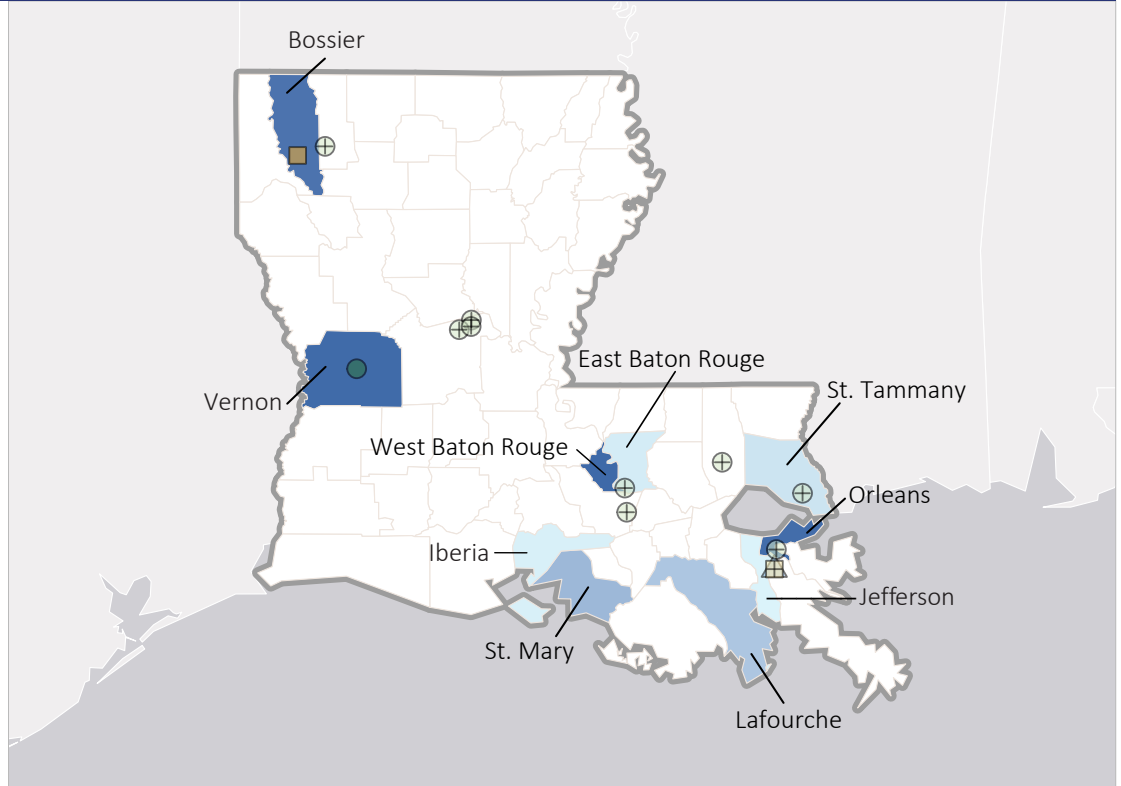 Bossier
East Baton Rouge
St. Tammany
Vernon
West Baton Rouge
Orleans
Iberia
Jefferson
St. Mary
Lafourche